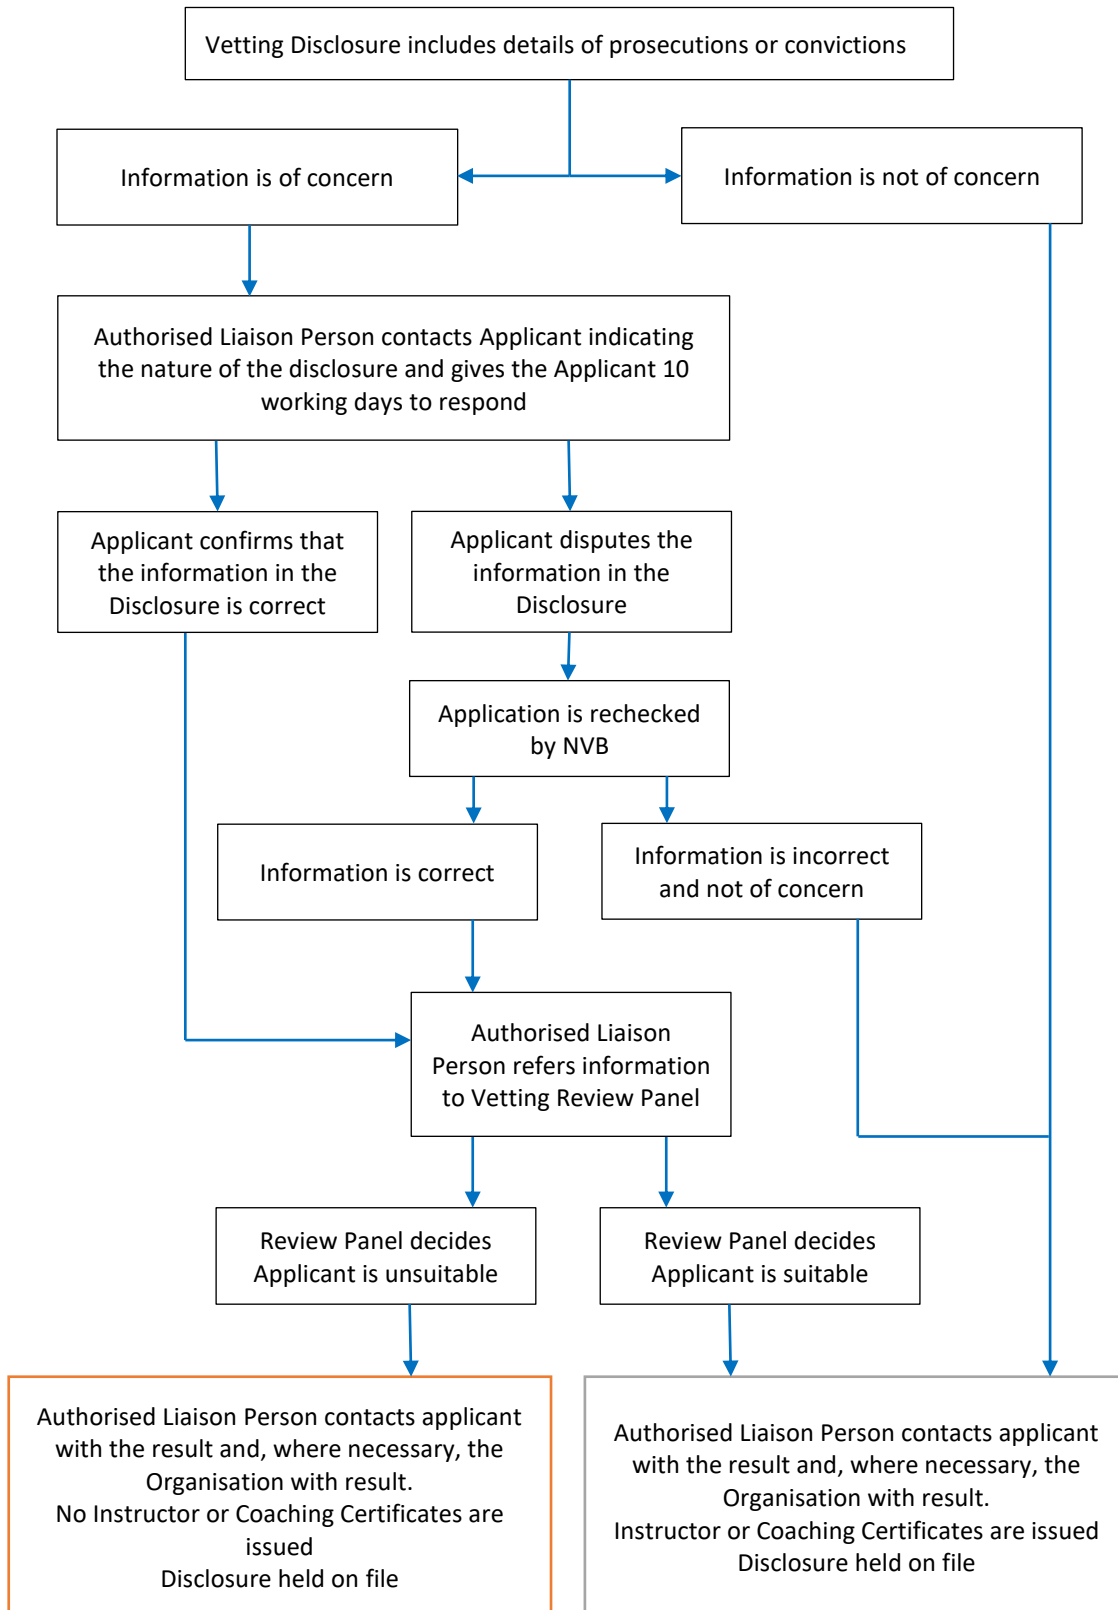 Vetting Disclosure includes details of prosecutions or convictions
Information is of concern
Information is not of concern
Authorised Liaison Person contacts Applicant indicating
the nature of the disclosure and gives the Applicant 10
working days to respond
Applicant confirms that
the information in the
Disclosure is correct
Applicant disputes the
information in the
Disclosure
Application is rechecked
by NVB
Information is correct
Information is incorrect
and not of concern
Authorised Liaison
Person refers information
to Vetting Review Panel
Review Panel decides
Applicant is unsuitable
Review Panel decides
Applicant is suitable
Authorised Liaison Person contacts applicant
with the result and, where necessary, the
Organisation with result.
No Instructor or Coaching Certificates are
issued
Disclosure held on file
Authorised Liaison Person contacts applicant
with the result and, where necessary, the
Organisation with result.
Instructor or Coaching Certificates are issued
Disclosure held on file